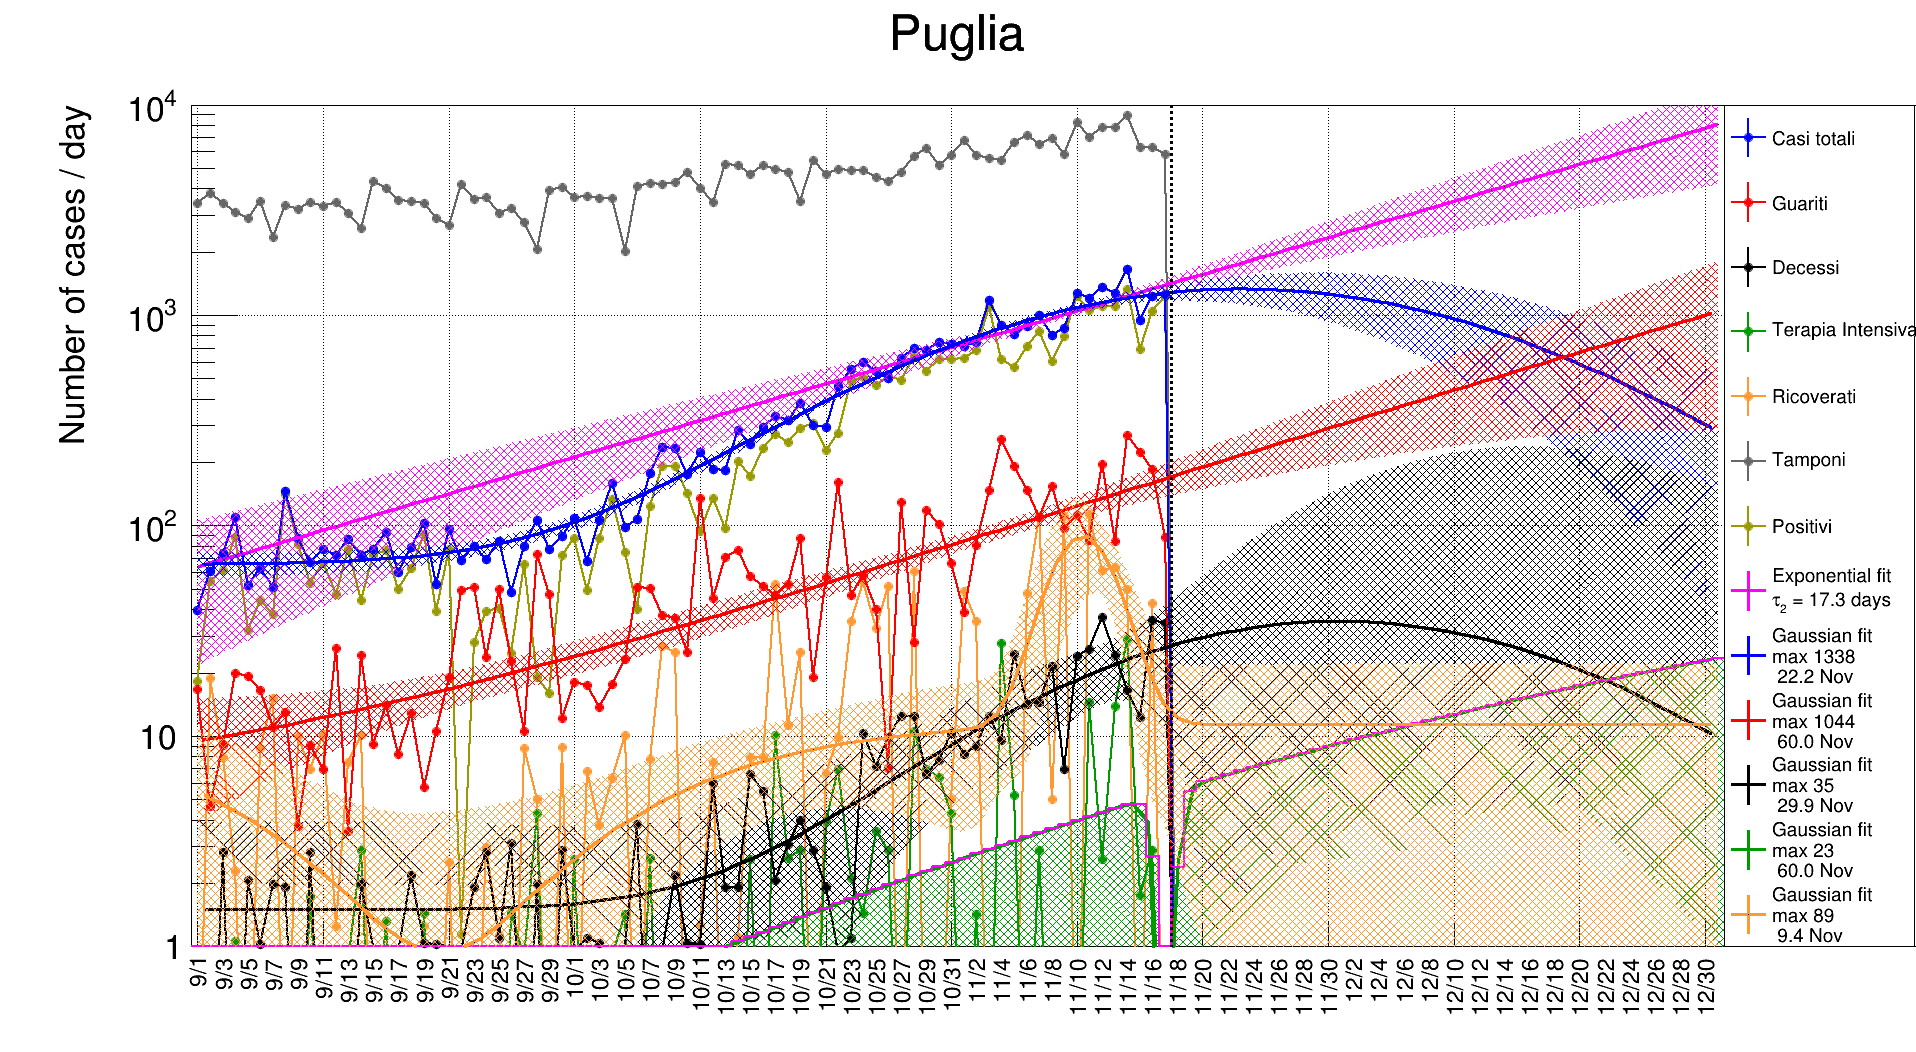 Puglia
Number of cases / day
10^4
10^3
10^2
10
1
9/1 9/3 9/5 9/7 9/9 9/11 9/13 9/15 9/17 9/19 9/21 9/23 9/25 9/27 9/29 10/1 10/3 10/5 10/7 10/9 10/11 10/13 10/15 10/17 10/19 10/21 10/23 10/25 10/27 10/29 10/31 11/2 11/4 11/6 11/8 11/10 11/12 11/14 11/16 11/18 11/20 11/22 11/24 11/26 11/28 11/30 12/2 12/4 12/6 12/8 12/10 12/12 12/14 12/16 12/18 12/20 12/22 12/24 12/26 12/28 12/30
Casi totali
Guariti
Decessi
Terapia Intensiva
Ricoverati
Tamponi
Positivi
Exponential fit
τ₂ = 17.3 days
Gaussian fit
max 1338
22.2 Nov
Gaussian fit
max 1044
60.0 Nov
Gaussian fit
max 35
29.9 Nov
Gaussian fit
max 23
60.0 Nov
Gaussian fit
max 89
9.4 Nov